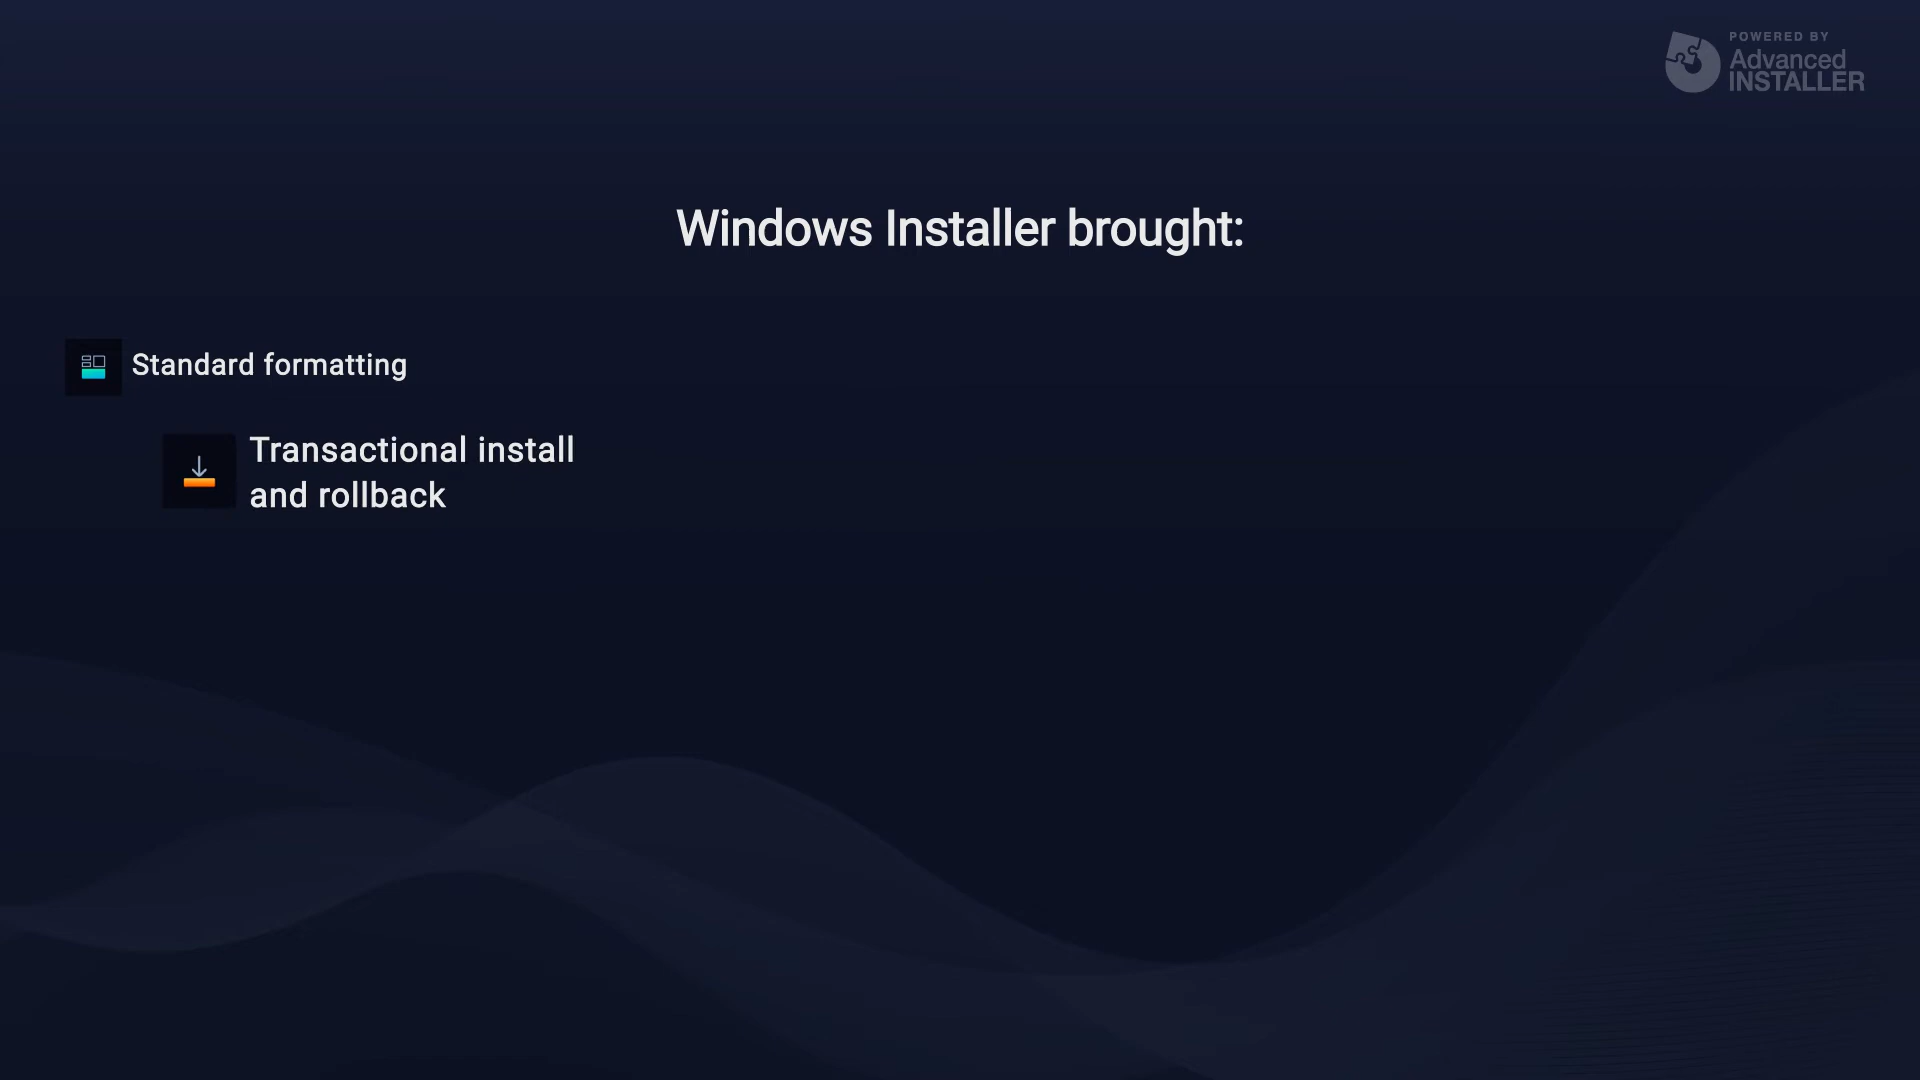 POWERED BY
Advanced
INSTALLER
Windows Installer brought:
Standard formatting
Transactional install
and rollback